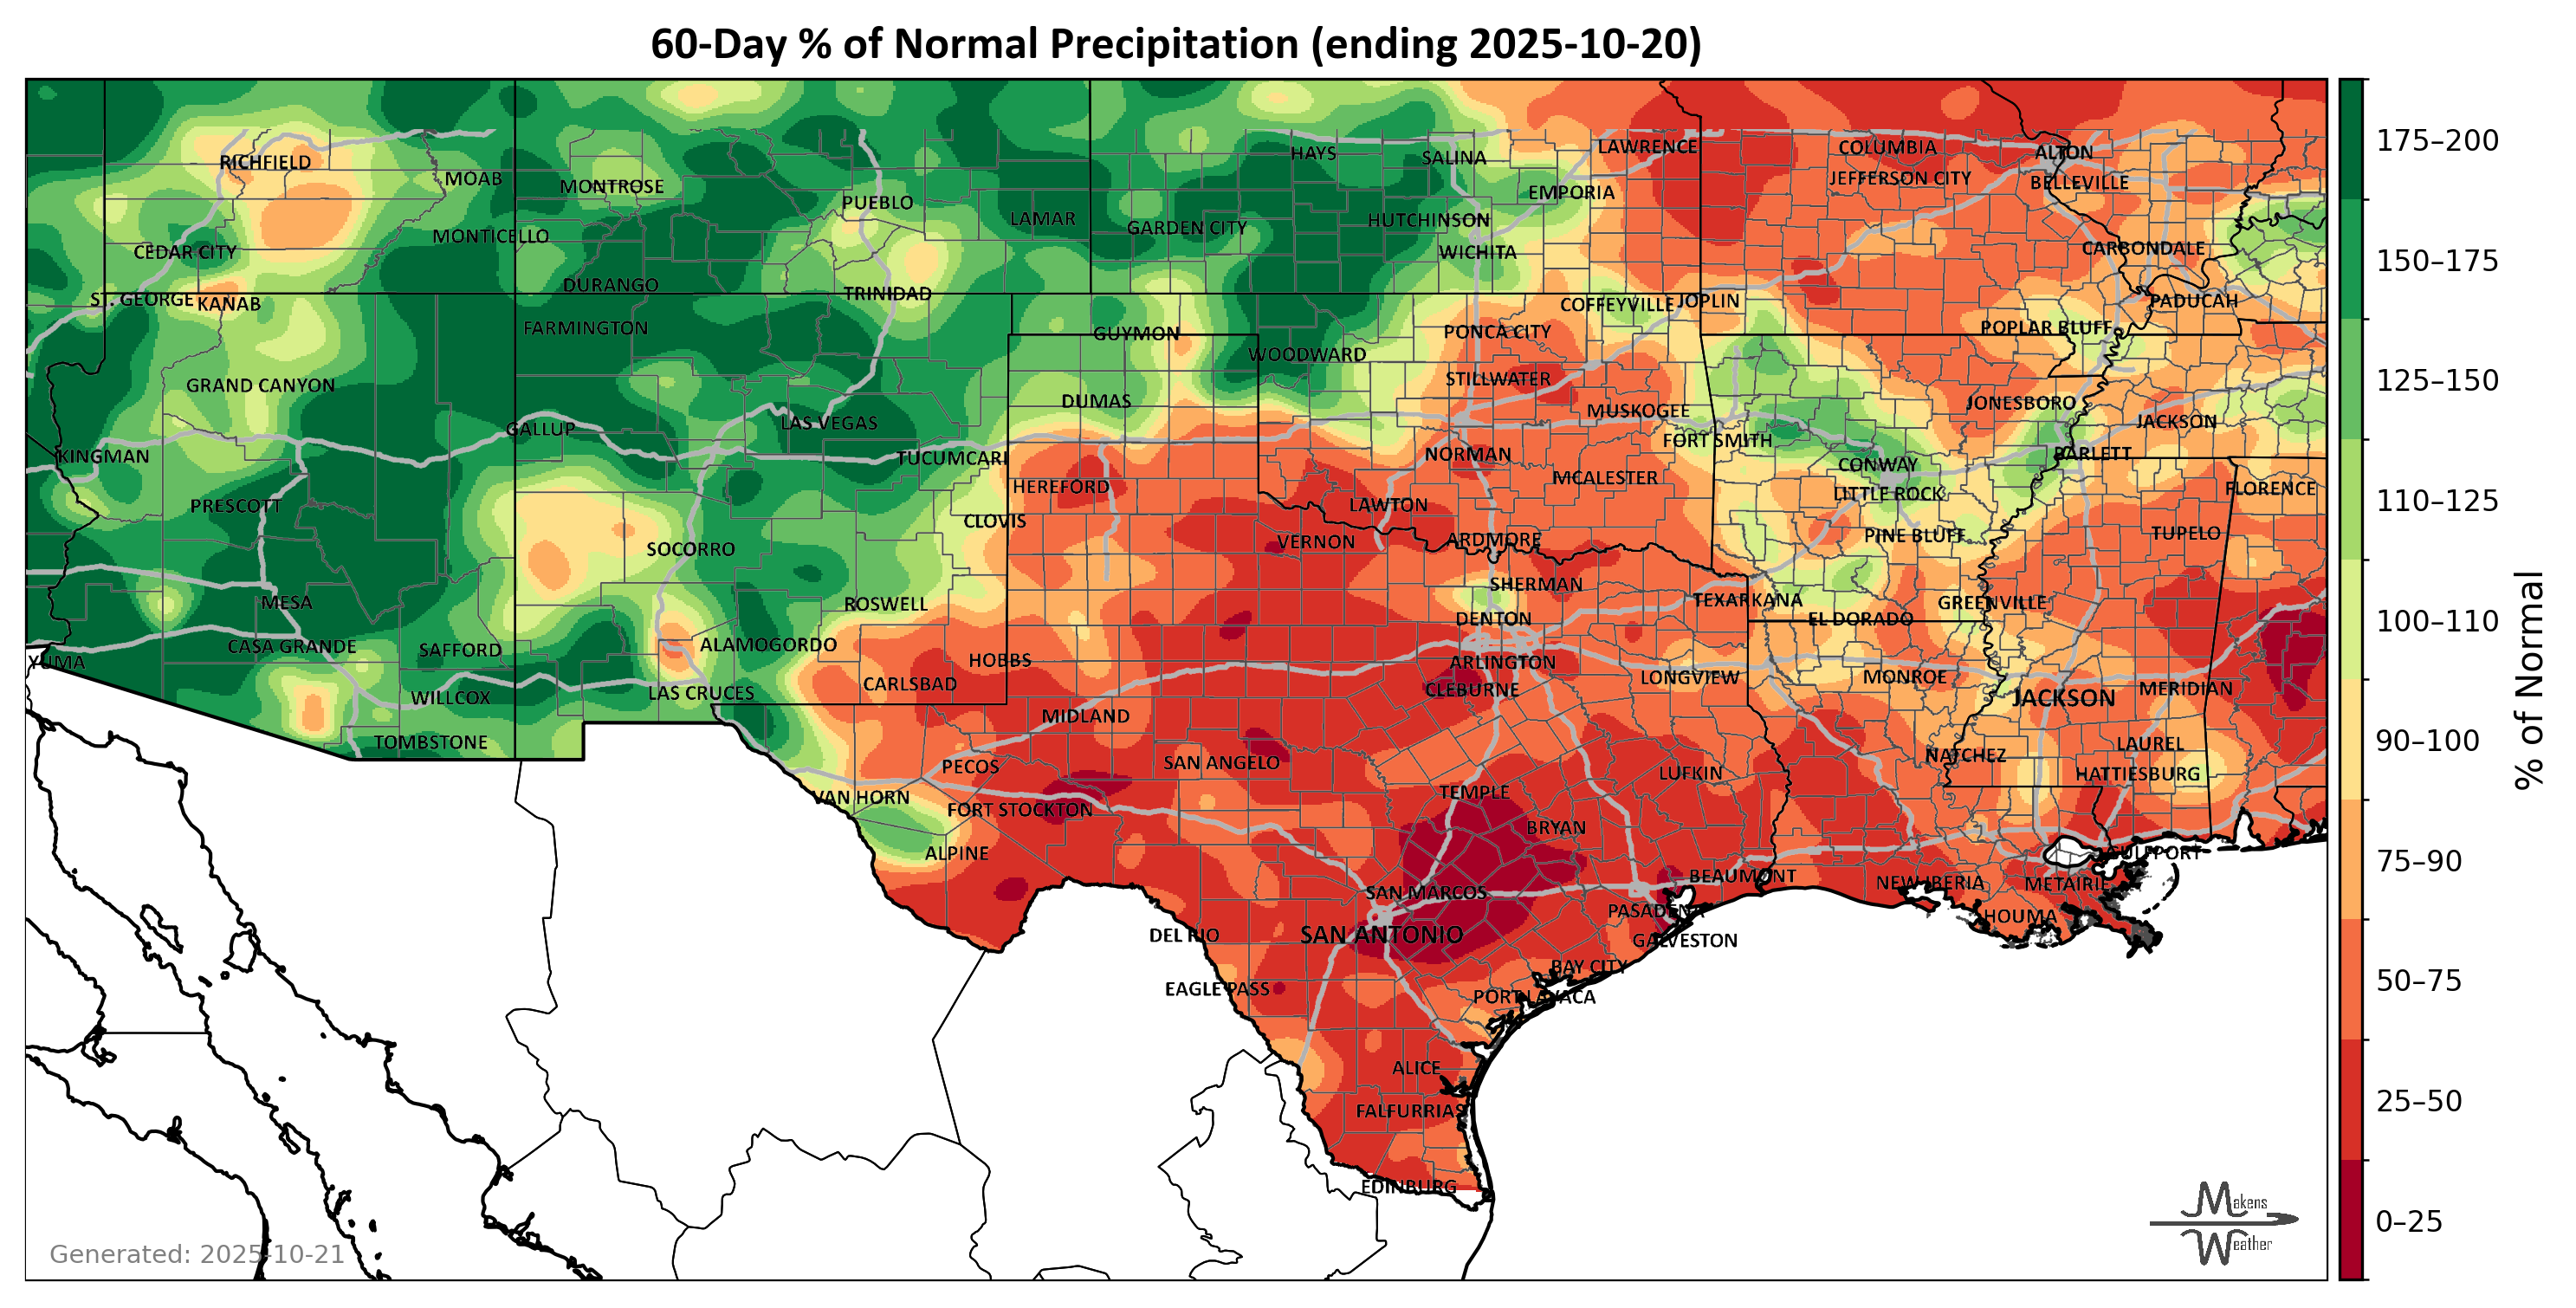 60-Day % of Normal Precipitation (ending 2025-10-20)
RICHFIELD
MOAB
MONTROSE
PUEBLO
LAMAR
HAYS
SALINA
LAWRENCE
COLUMBIA
ALTON
JEFFERSON CITY
BELLEVILLE
EMPORIA
CEDAR CITY
MONTICELLO
GARDEN CITY
HUTCHINSON
WICHITA
CARBONDALE
ST. GEORGE
KANAB
DURANGO
TRINIDAD
COFFEYVILLE
JOPLIN
PADUCAH
FARMINGTON
GUYMON
PONCA CITY
POPLAR BLUFF
WOODWARD
GRAND CANYON
DUMAS
STILLWATER
MUSKOGEE
JONESBORO
JACKSON
GALLUP
LAS VEGAS
FORT SMITH
KINGMAN
TUCUMCARI
NORMAN
BARLETT
CONWAY
PRESCOTT
HEREFORD
LAWTON
MCALESTER
LITTLE ROCK
FLORENCE
CLOVIS
SOCORRO
VERNON
ARDMORE
PINE BLUFF
TUPELO
MESA
ROSWELL
SHERMAN
TEXARKANA
GREENVILLE
DENTON
EL DORADO
YUMA
CASA GRANDE
SAFFORD
ALAMOGORDO
HOBBS
ARLINGTON
WILLCOX
LAS CRUCES
CARLSBAD
CLEBURNE
LONGVIEW
MONROE
JACKSON
MERIDIAN
TOMBSTONE
MIDLAND
PECOS
SAN ANGELO
LUFKIN
NATCHEZ
LAUREL
HATTIESBURG
VAN HORN
FORT STOCKTON
TEMPLE
BRYAN
ALPINE
SAN MARCOS
BEAUMONT
NEW IBERIA
METAIRIE
GULFPORT
PASADENA
HOUMA
DEL RIO
SAN ANTONIO
GALVESTON
EAGLE PASS
BAY CITY
PORT LAVACA
ALICE
FALFURRIAS
EDINBURG
175–200
150–175
125–150
110–125
100–110
90–100
75–90
50–75
25–50
0–25
% of Normal
Makens
Weather
Generated: 2025-10-21